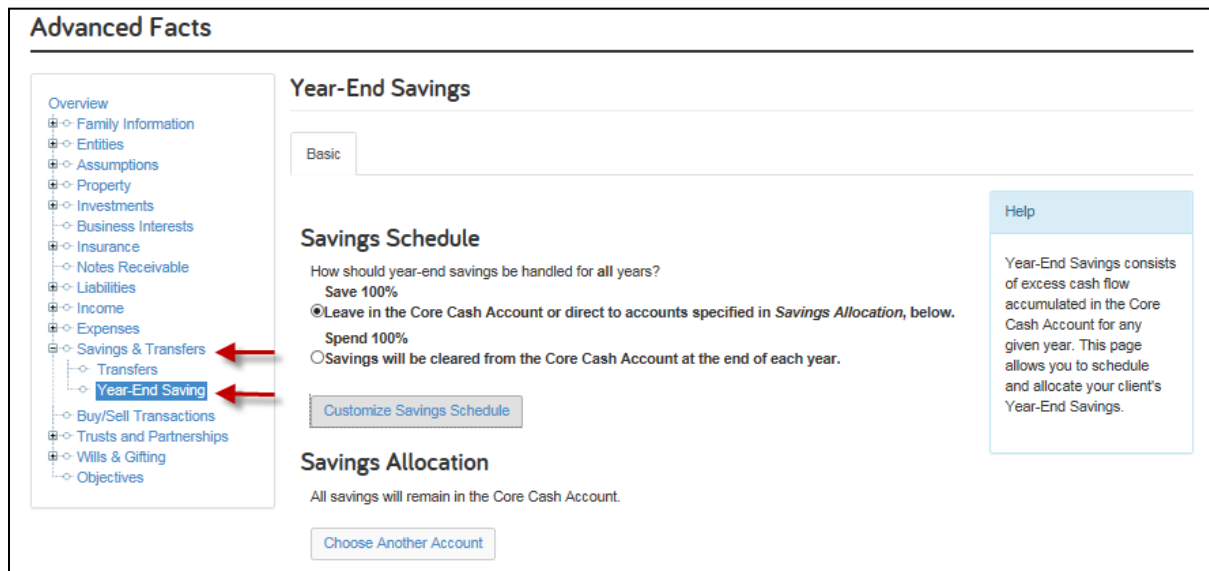 Advanced Facts
Overview
Family Information
Entities
Assumptions
Property
Investments
Business Interests
Insurance
Notes Receivable
Liabilities
Income
Expenses
Savings & Transfers
Transfers
Year-End Saving
Buy/Sell Transactions
Trusts and Partnerships
Wills & Gifting
Objectives
Year-End Savings
Basic
Savings Schedule
How should year-end savings be handled for all years?
Save 100%
Leave in the Core Cash Account or direct to accounts specified in Savings Allocation, below.
Spend 100%
Savings will be cleared from the Core Cash Account at the end of each year.
Customize Savings Schedule
Savings Allocation
All savings will remain in the Core Cash Account.
Choose Another Account
Help
Year-End Savings consists
of excess cash flow
accumulated in the Core
Cash Account for any
given year. This page
allows you to schedule
and allocate your client's
Year-End Savings.